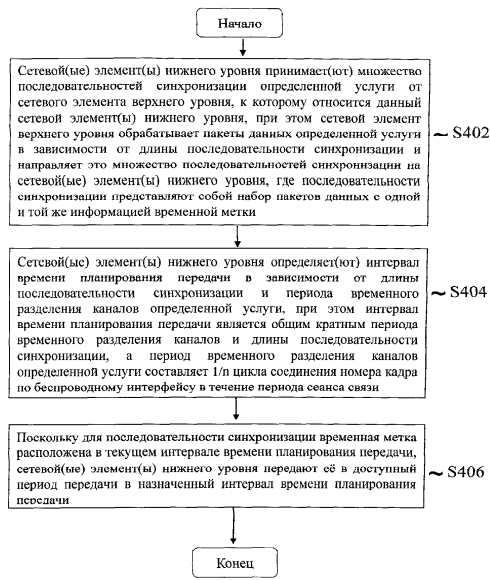 Начало
Сетевой(ые) элемент(ы) нижнего уровня принимает(ют) множество
последовательностей синхронизации определенной услуги от
сетевого элемента верхнего уровня, к которому относится данный
сетевой элемент(ы) нижнего уровня, при этом сетевой элемент
верхнего уровня обрабатывает пакеты данных определенной услуги
в зависимости от длины последовательности синхронизации и
направляет это множество последовательностей синхронизации на
сетевой(ые) элемент(ы) нижнего уровня, где последовательности
синхронизации представляют собой набор пакетов данных с одной
и той же информацией временной метки
S402
Сетевой(ые) элемент(ы) нижнего уровня определяет(ют) интервал
времени планирования передачи в зависимости от длины
последовательности синхронизации и периода временного
разделения каналов определенной услуги, при этом интервал
времени планирования передачи является общим кратным периода
временного разделения каналов и длины последовательности
синхронизации, а период временного разделения каналов
определенной услуги составляет 1/n цикла соединения номера кадра
по беспроводному интерфейсу в течение периода сеанса связи
S404
Поскольку для последовательности синхронизации временная метка
расположена в текущем интервале времени планирования передачи,
сетевой(ые) элемент(ы) нижнего уровня передают её в доступный
период передачи в назначенный интервал времени планирования
передачи
S406
Конец